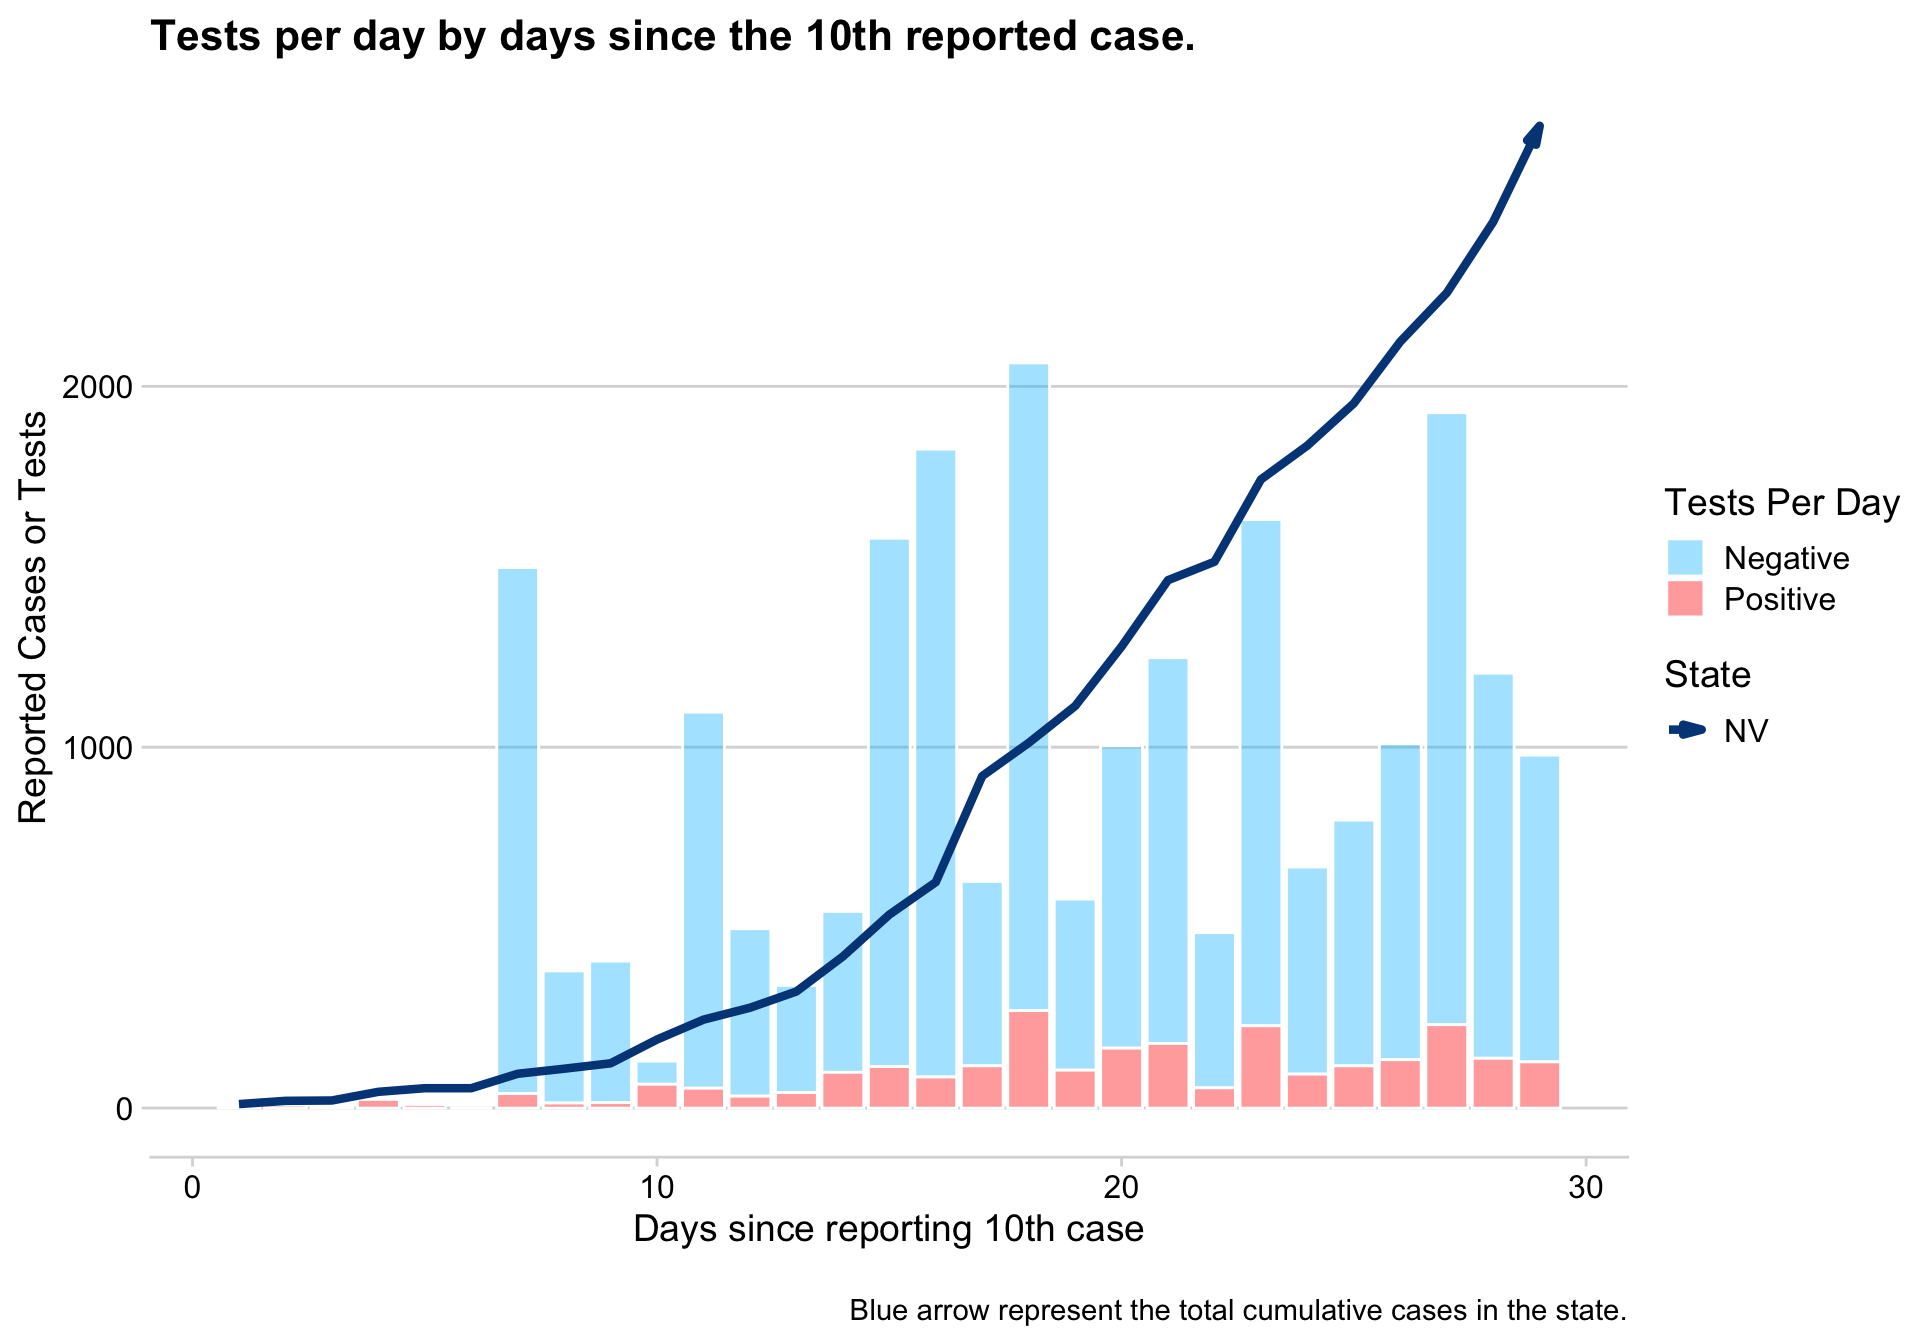 Tests per day by days since the 10th reported case.
Reported Cases or Tests
2000
1000
0
0
10
20
30
Days since reporting 10th case
Tests Per Day
Negative
Positive
State
NV
Blue arrow represent the total cumulative cases in the state.